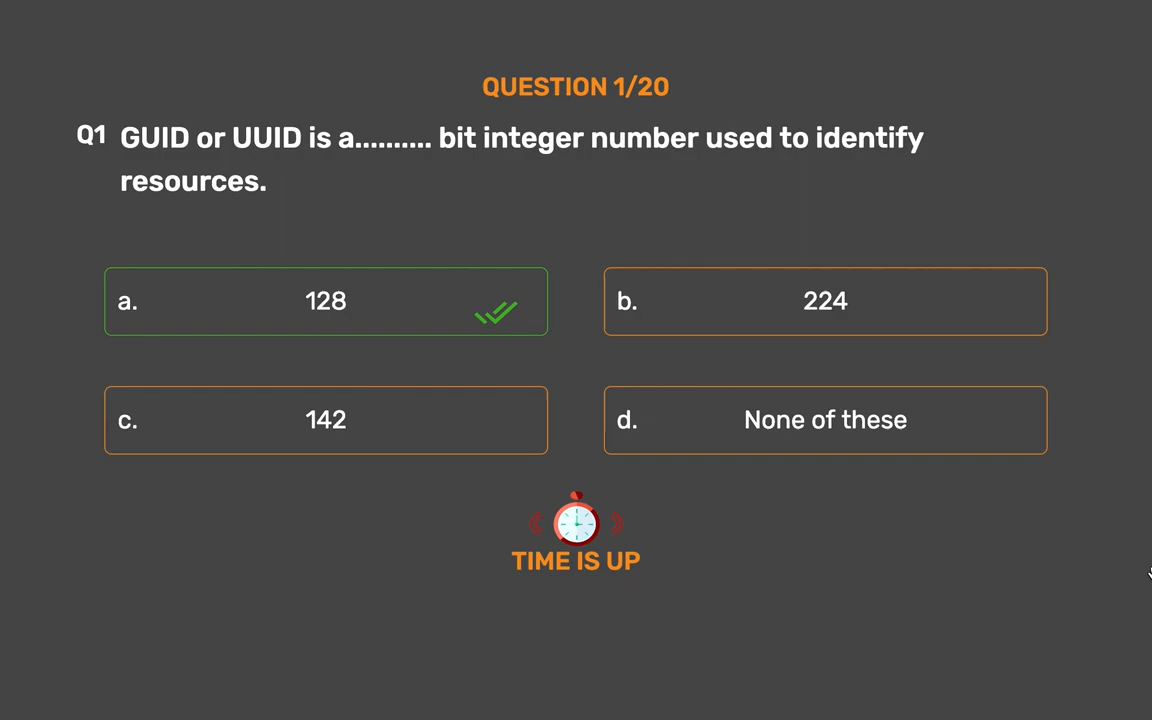 QUESTION 1/20
Q1 GUID or UUID is a.......... bit integer number used to identify
resources.
a. 128
b. 224
c. 142
d. None of these
TIME IS UP